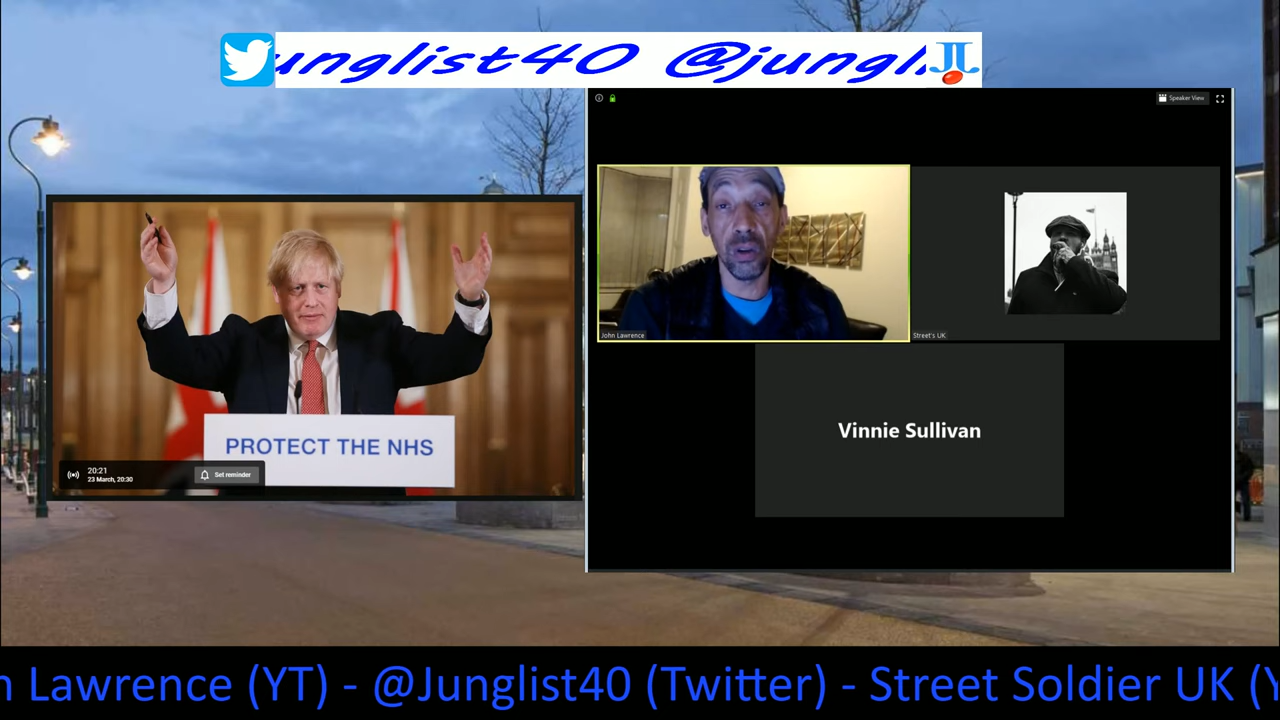 unglist40 @jungl
Speaker View
John Lawrence
Street's UK
Vinnie Sullivan
PROTECT THE NHS
20:21
23 March, 20:30
Set reminder
n Lawrence (YT) - @Junglist40 (Twitter) - Street Soldier UK (Y